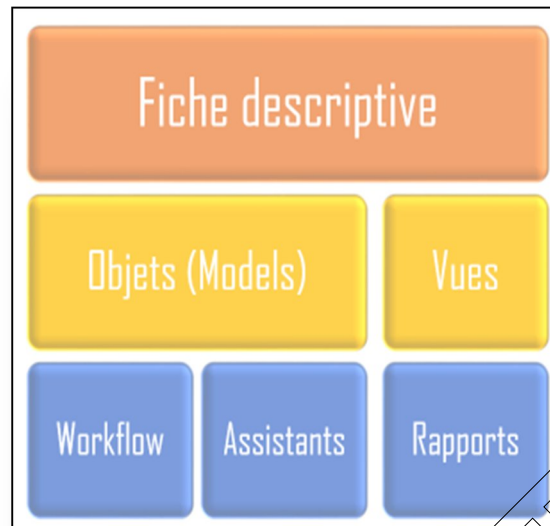 Fiche descriptive
Objets (Models)
Vues
Workflow
Assistants
Rapports